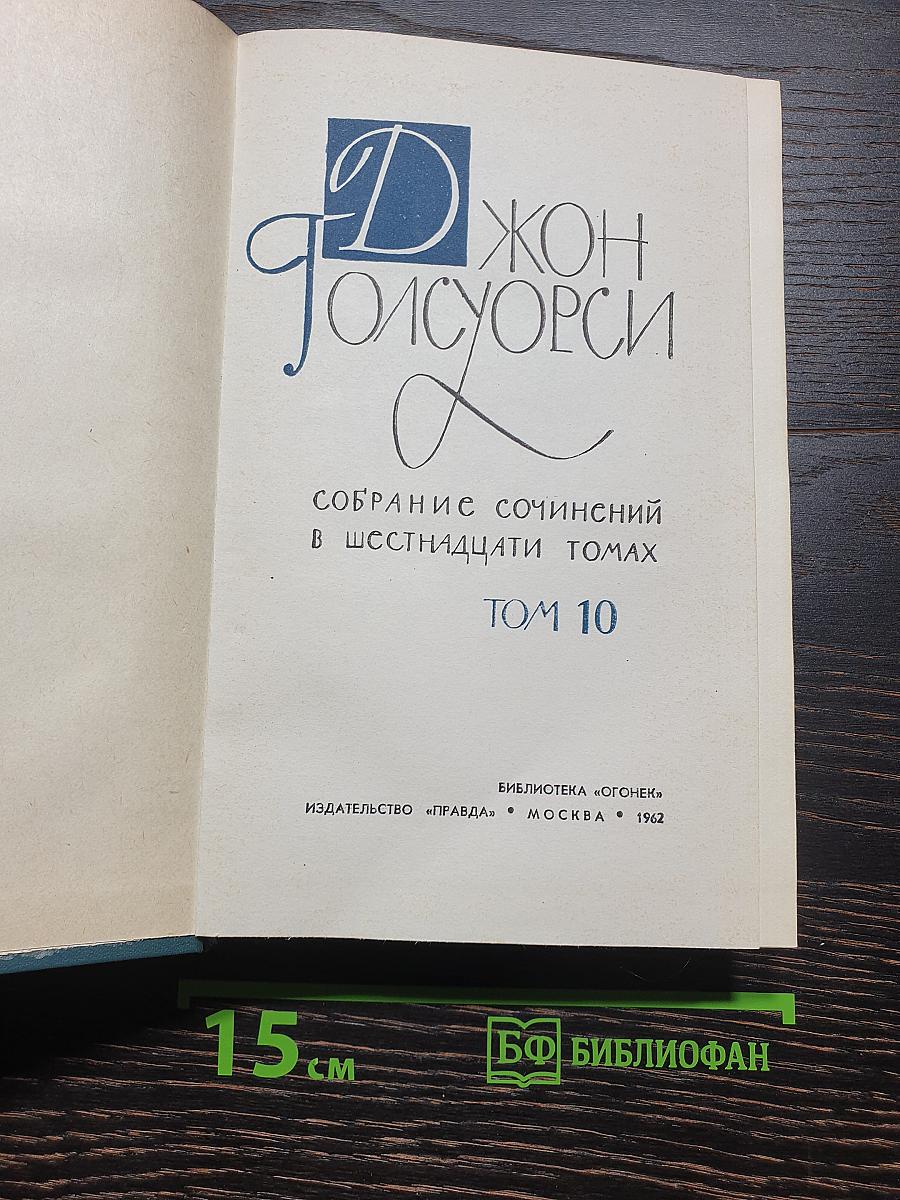 ДЖОН
ГОЛСУОРСИ
СОБРАНИЕ СОЧИНЕНИЙ
В ШЕСТНАДЦАТИ ТОМАХ
ТОМ 10
БИБЛИОТЕКА «ОГОНЕК»
ИЗДАТЕЛЬСТВО «ПРАВДА» • МОСКВА • 1962
15 см
БФ БИБЛИОФАН